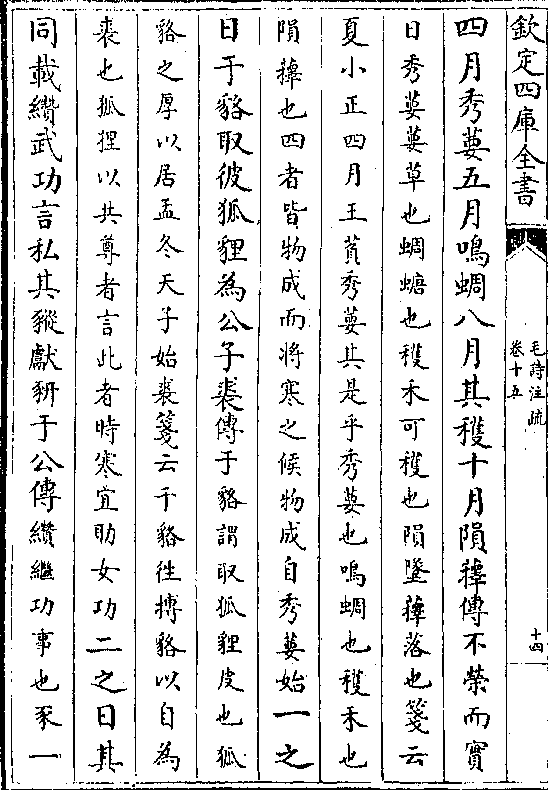 欽定四庫全書
毛詩注疏
卷十五
十四
四月秀葽五月鳴蜩八月其穫十月隕蘀傳不榮而實
曰秀葽葽草也蜩螗也穫禾可穫也隕墜蘀落也箋云
夏小正四月王萯秀葽其是乎秀葽也鳴蜩也穫禾也
隕蘀也四者皆物成而將寒之候物成自秀葽始一之
日于貉取彼狐貍為公子裘傳于貉謂取狐貍皮也狐
貉之厚以居孟冬天子始裘箋云于貉往搏貉以自為
裘也狐狸以共尊者言此者時寒宜助女功二之日其
同載纘武功言私其豵獻豜于公傳纘繼功事也豕一